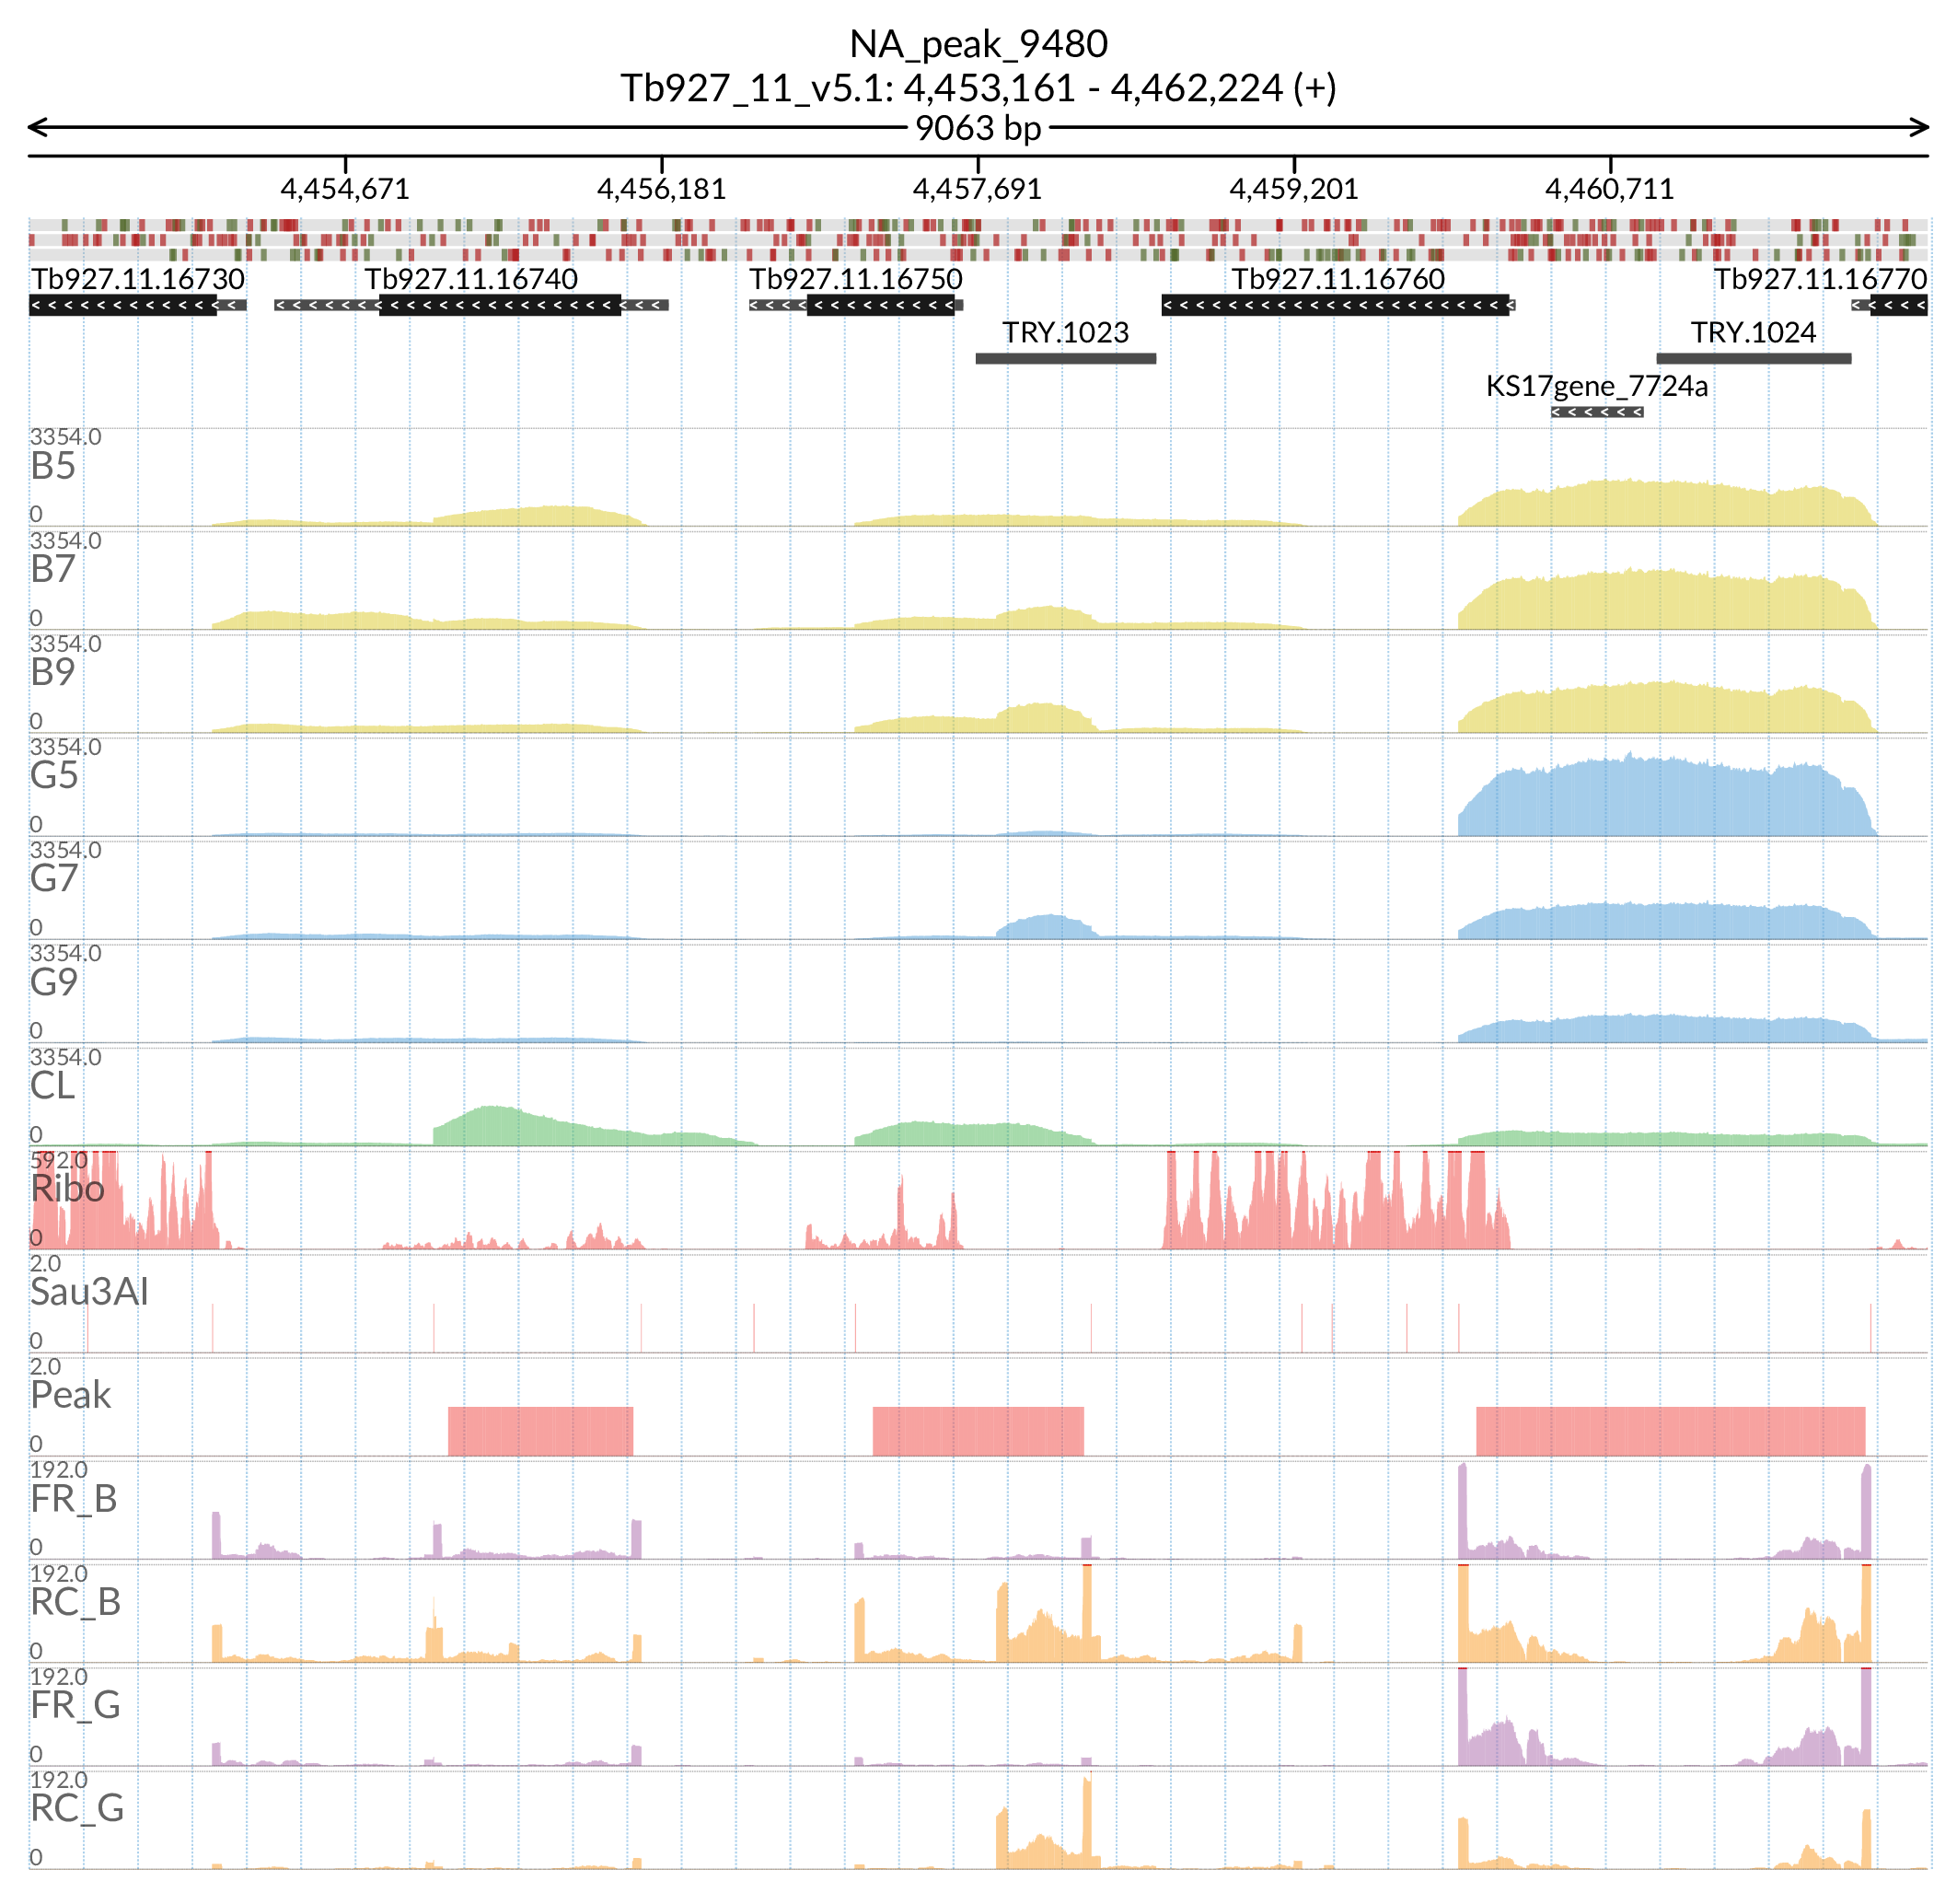 NA_peak_9480
Tb927_11_v5.1: 4,453,161 - 4,462,224 (+)
9063 bp
4,454,671 4,456,181 4,457,691 4,459,201 4,460,711
Tb927.11.16730 Tb927.11.16740 Tb927.11.16750 Tb927.11.16760 Tb927.11.16770
TRY.1023 TRY.1024
KS17gene_7724a
3354.0
B5
0
3354.0
B7
0
3354.0
B9
0
3354.0
G5
0
3354.0
G7
0
3354.0
G9
0
3354.0
CL
0
592.0
Ribo
0
2.0
Sau3AI
0
2.0
Peak
0
192.0
FR_B
0
192.0
RC_B
0
192.0
FR_G
0
192.0
RC_G
0